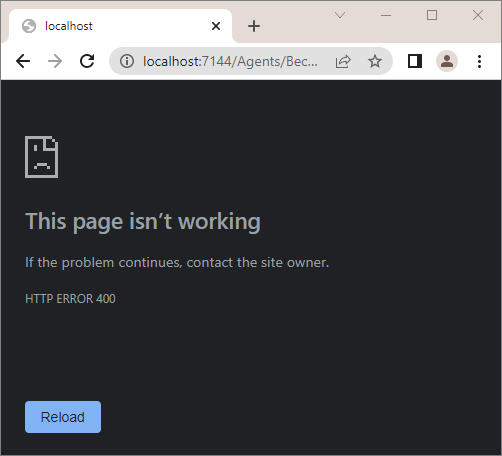 localhost
localhost:7144/Agents/Bec...
This page isn’t working
If the problem continues, contact the site owner.
HTTP ERROR 400
Reload